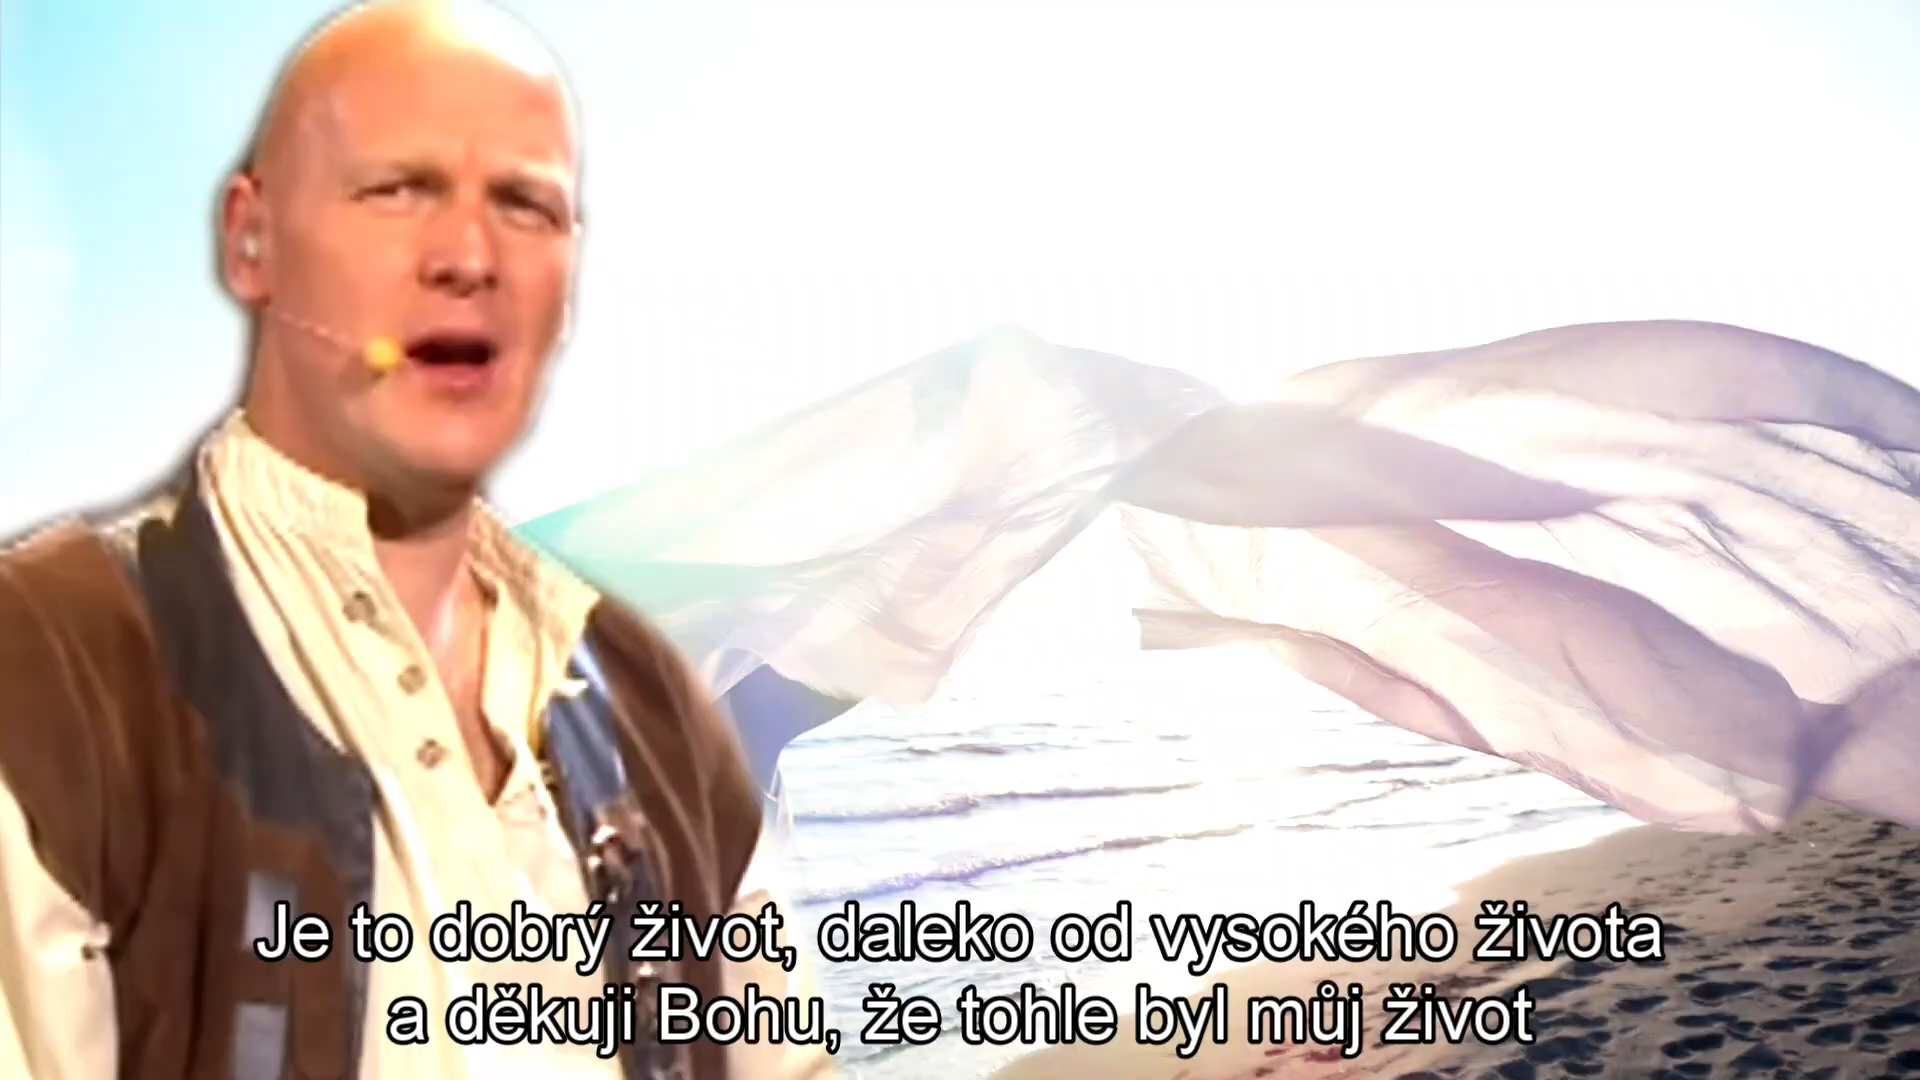 Je to dobrý život, daleko od vysokého života
a děkuji Bohu, že tohle byl můj život